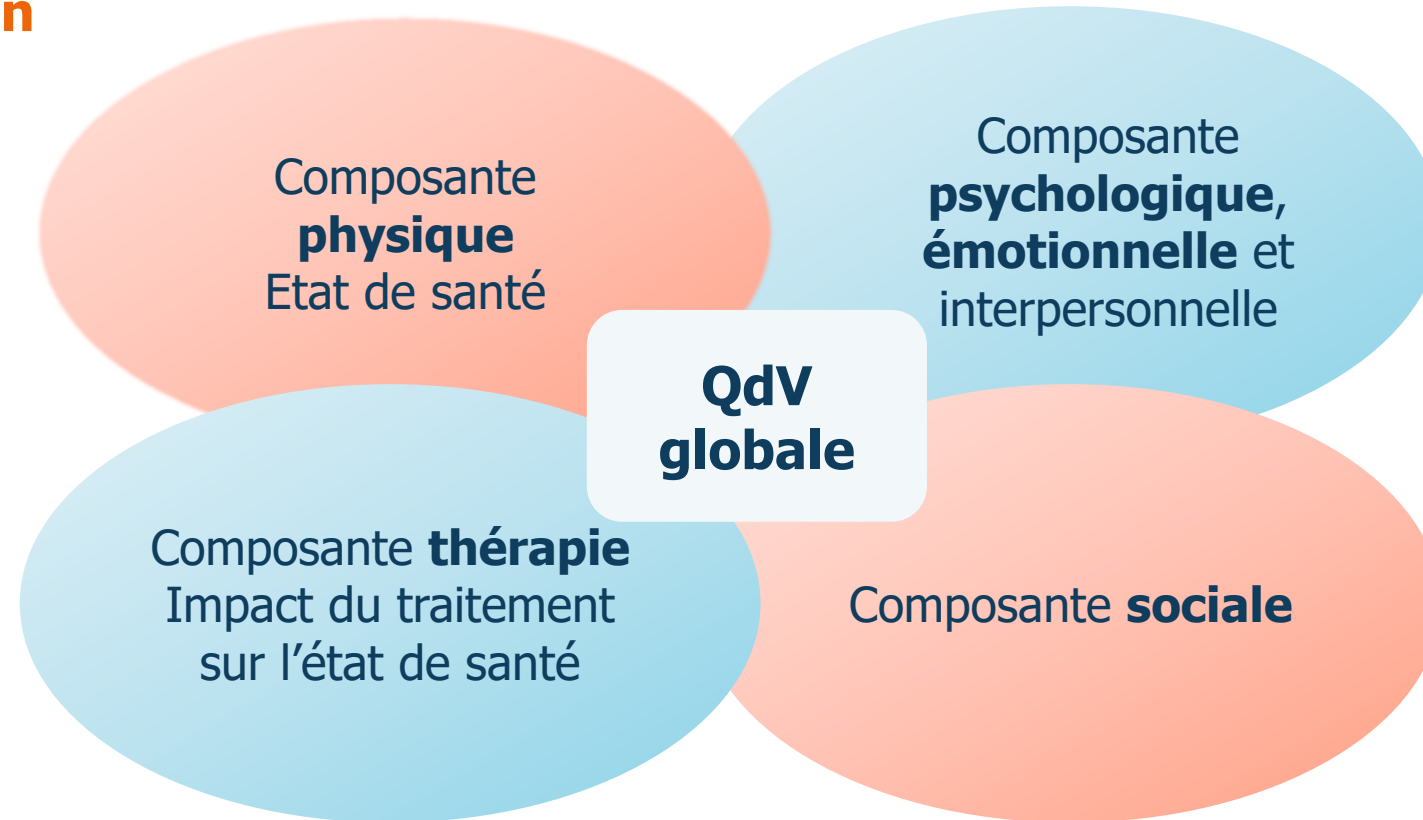 n
Composante
physique
Etat de santé
Composante
psychologique,
émotionnelle et
interpersonnelle
QdV
globale
Composante thérapie
Impact du traitement
sur l’état de santé
Composante sociale